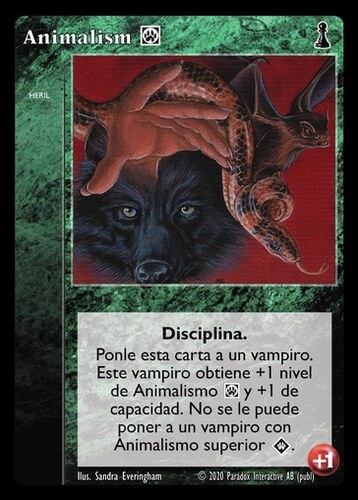 Animalism
HERIL
Disciplina.
Ponle esta carta a un vampiro.
Este vampiro obtiene +1 nivel
de Animalismo y +1 de
capacidad. No se le puede
poner a un vampiro con
Animalismo superior .
+1
Ilus. Sandra Everingham © 2020 Paradox Interactive AB (publ)